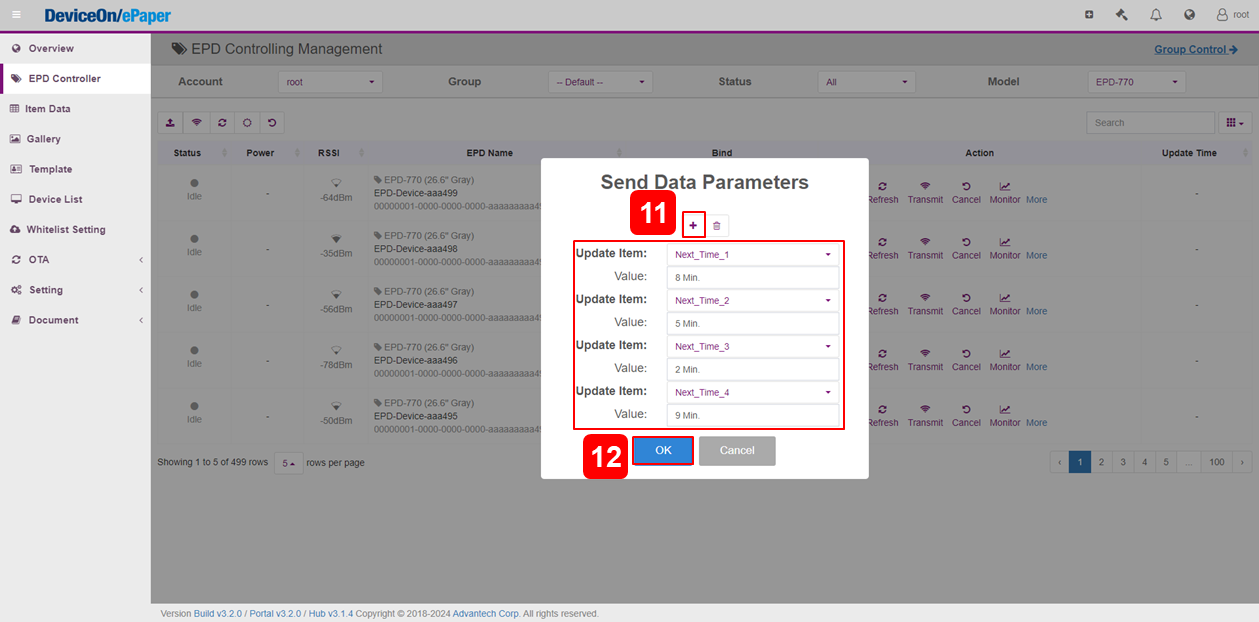 DeviceOn/ePaper
root
Overview
EPD Controller
Item Data
Gallery
Template
Device List
Whitelist Setting
OTA
Setting
Document
EPD Controlling Management
Group Control
Account root Group -- Default -- Status All Model EPD-770
Search
Status Power RSSI EPD Name Bind Action Update Time
EPD-770 (26.6" Gray)
Idle - -64dBm EPD-Device-aaa499 Refresh Transmit Cancel Monitor More -
00000001-0000-0000-0000-aaaaaaaaa49
EPD-770 (26.6" Gray)
Idle - -35dBm EPD-Device-aaa498 Refresh Transmit Cancel Monitor More -
00000001-0000-0000-0000-aaaaaaaaa49
EPD-770 (26.6" Gray)
Idle - -56dBm EPD-Device-aaa497 Refresh Transmit Cancel Monitor More -
00000001-0000-0000-0000-aaaaaaaaa49
EPD-770 (26.6" Gray)
Idle - -78dBm EPD-Device-aaa496 Refresh Transmit Cancel Monitor More -
00000001-0000-0000-0000-aaaaaaaaa49
EPD-770 (26.6" Gray)
Idle - -50dBm EPD-Device-aaa495 Refresh Transmit Cancel Monitor More -
00000001-0000-0000-0000-aaaaaaaaa49
Showing 1 to 5 of 499 rows 5 rows per page
‹ 1 2 3 4 5 ... 100 ›
Send Data Parameters
11
+
Update Item: Next_Time_1
Value: 8 Min.
Update Item: Next_Time_2
Value: 5 Min.
Update Item: Next_Time_3
Value: 2 Min.
Update Item: Next_Time_4
Value: 9 Min.
12 OK Cancel
Version Build v3.2.0 / Portal v3.2.0 / Hub v3.1.4 Copyright © 2018-2024 Advantech Corp. All rights reserved.